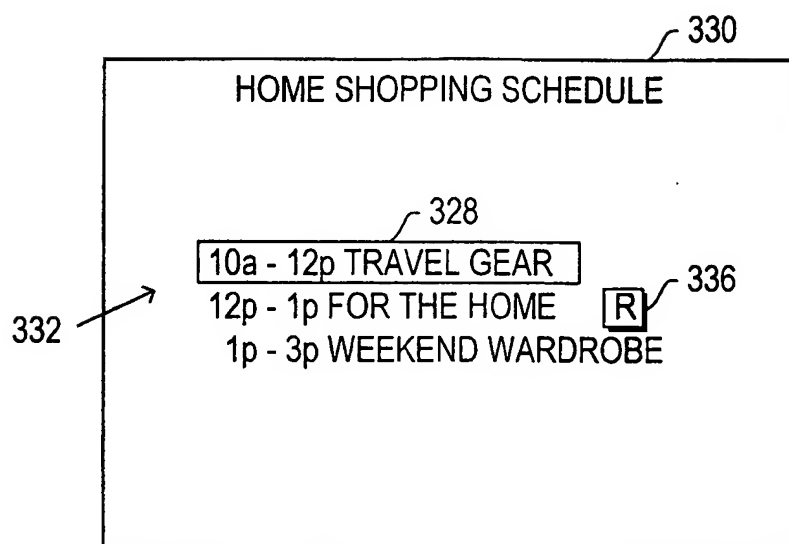 330
HOME SHOPPING SCHEDULE
328
10a - 12p TRAVEL GEAR
336
12p - 1p FOR THE HOME R
332
1p - 3p WEEKEND WARDROBE